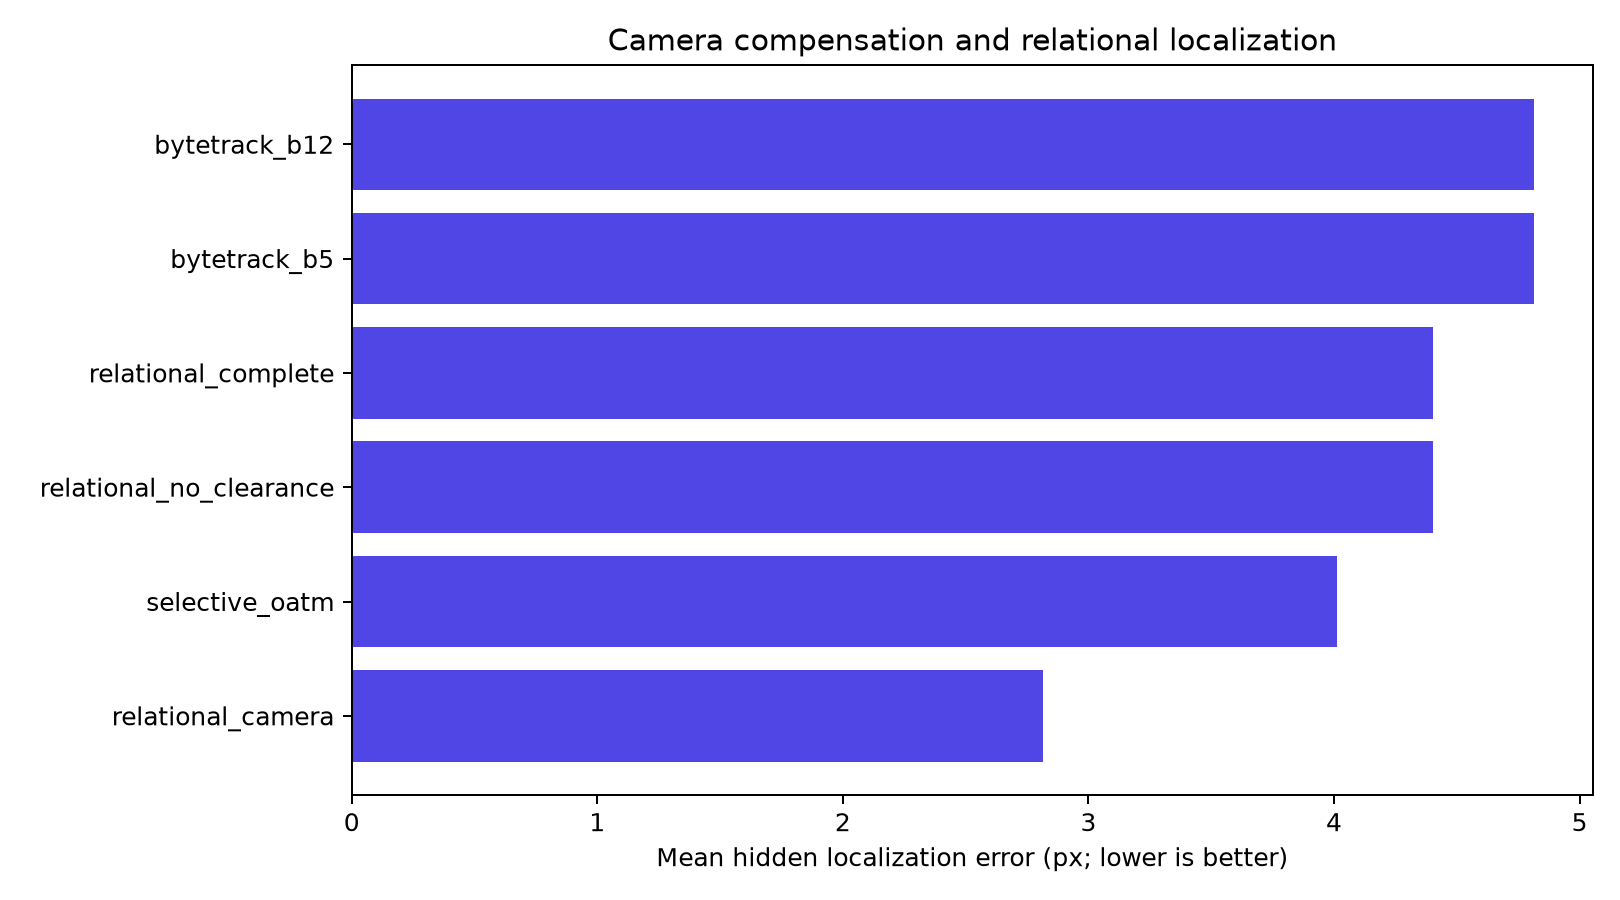 Camera compensation and relational localization
bytetrack_b12
bytetrack_b5
relational_complete
relational_no_clearance
selective_oatm
relational_camera
0 1 2 3 4 5
Mean hidden localization error (px; lower is better)